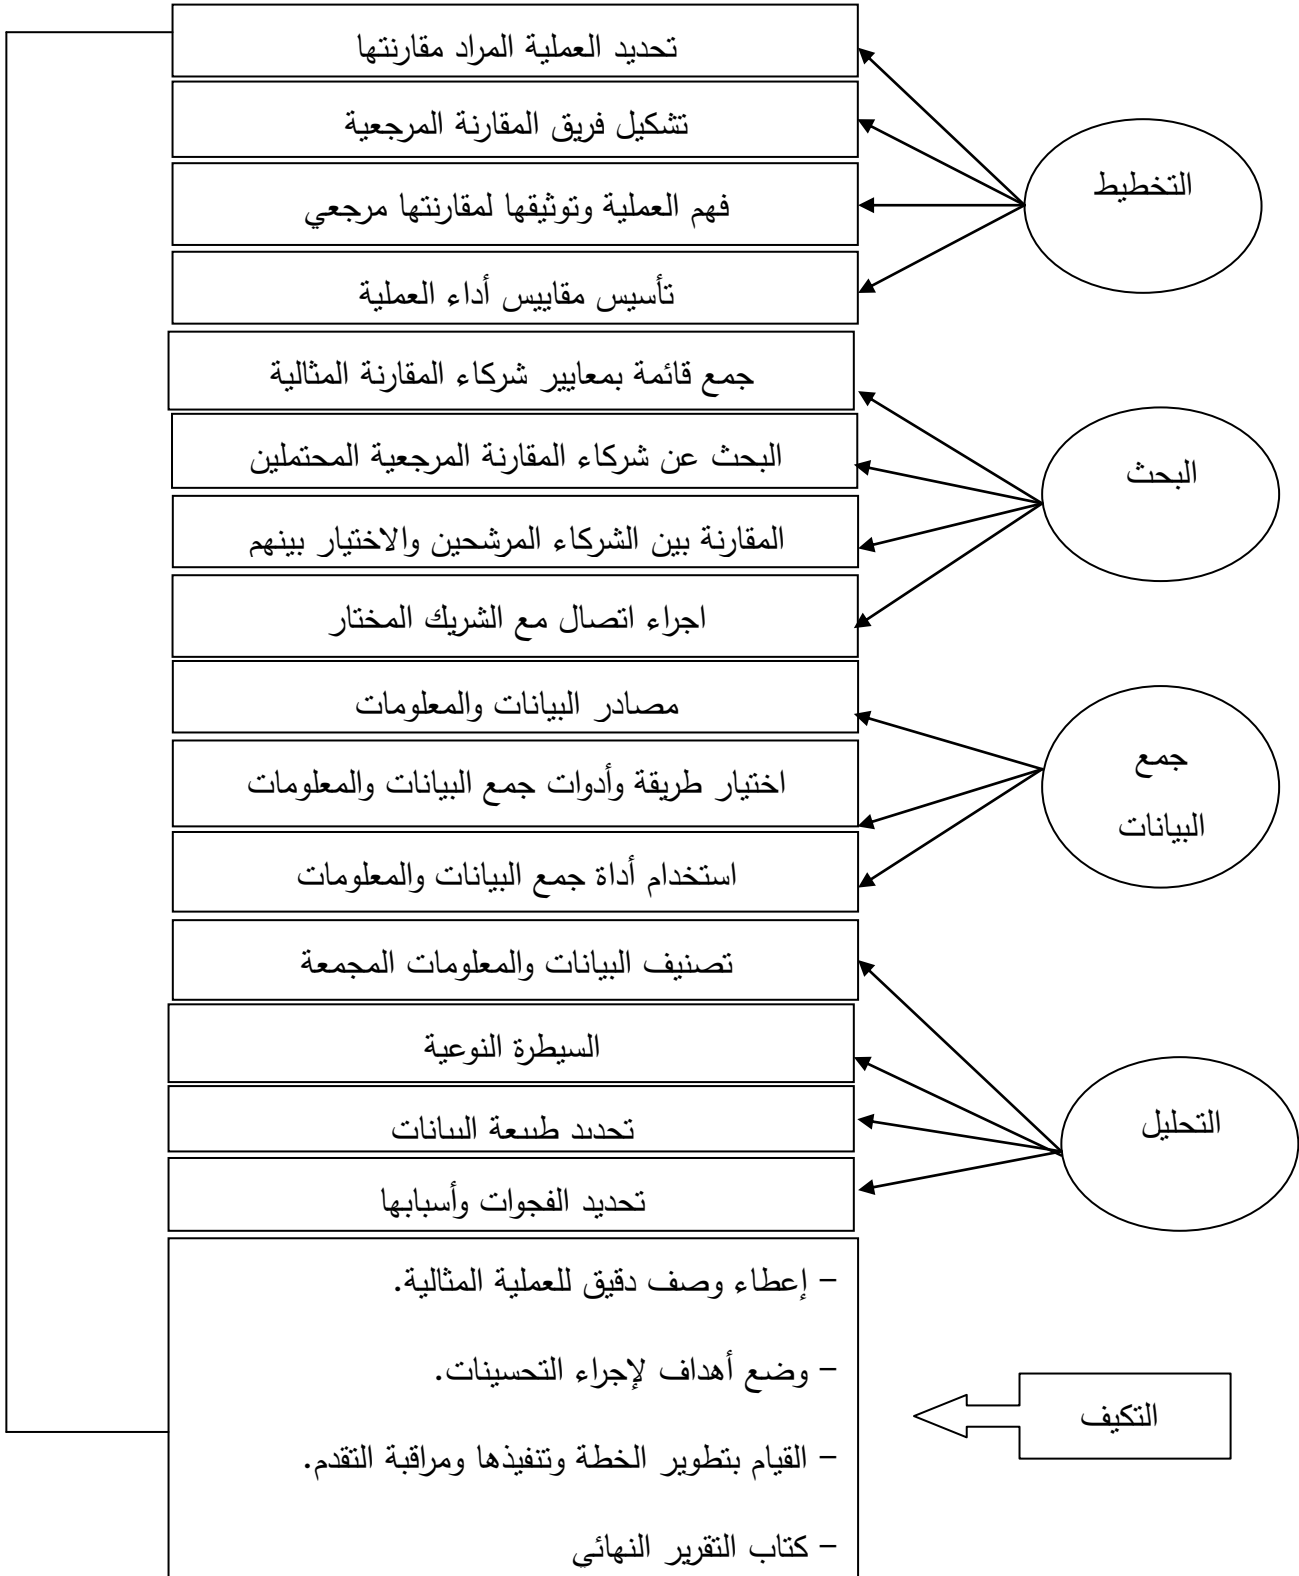 التخطيط
تحديد العملية المراد مقارنتها
تشكيل فريق المقارنة المرجعية
فهم العملية وتوثيقها لمقارنتها مرجعي
تأسيس مقاييس أداء العملية
البحث
جمع قائمة بمعايير شركاء المقارنة المثالية
البحث عن شركاء المقارنة المرجعية المحتملين
المقارنة بين الشركاء المرشحين والاختيار بينهم
اجراء اتصال مع الشريك المختار
جمع
البيانات
مصادر البيانات والمعلومات
اختيار طريقة وأدوات جمع البيانات والمعلومات
استخدام أداة جمع البيانات والمعلومات
التحليل
تصنيف البيانات والمعلومات المجمعة
السيطرة النوعية
تحديد طبيعة البيانات
تحديد الفجوات وأسبابها
التكيف
- إعطاء وصف دقيق للعملية المثالية.
- وضع أهداف لإجراء التحسينات.
- القيام بتطوير الخطة وتنفيذها ومراقبة التقدم.
- كتاب التقرير النهائي